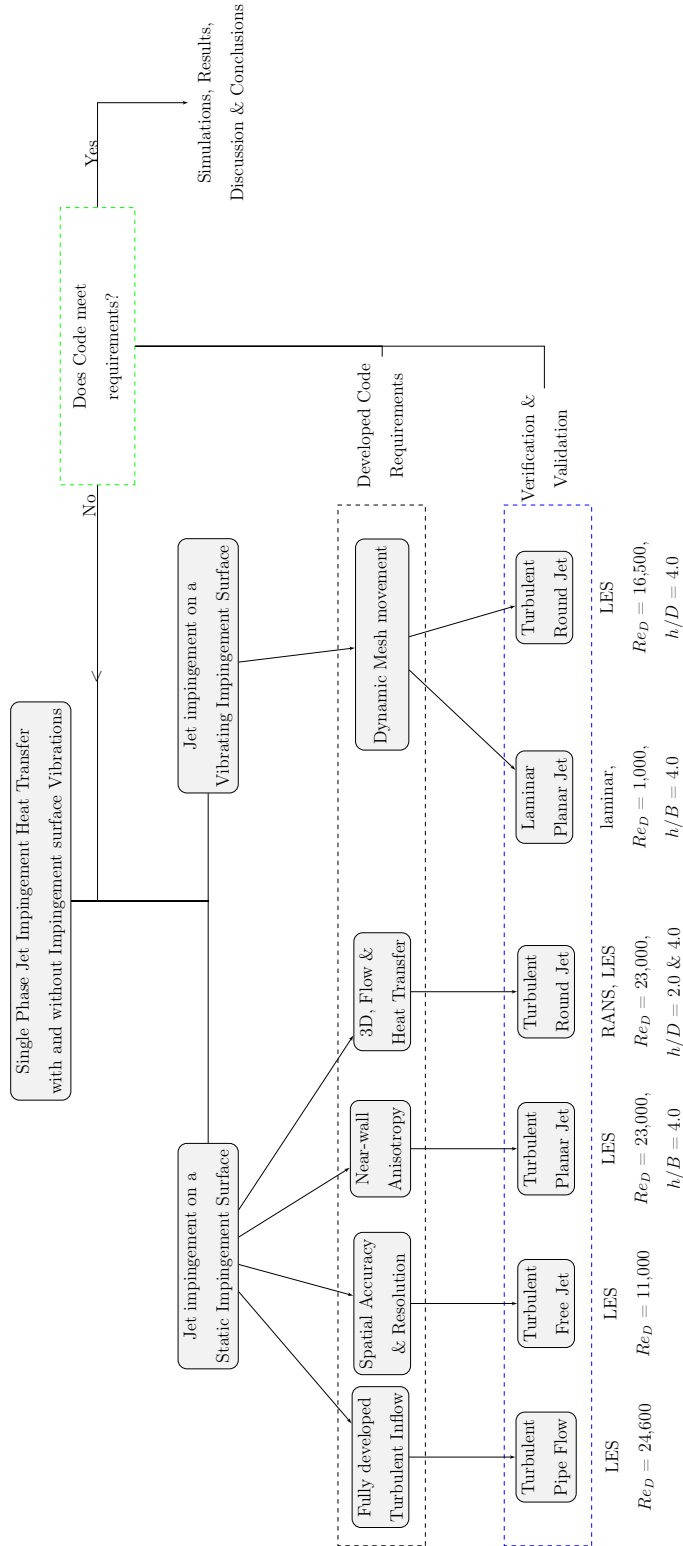 Single Phase Jet Impingement Heat Transfer
with and without Impingement surface Vibrations
No
Does Code meet
requirements?
Yes
Simulations, Results,
Discussion & Conclusions
Jet impingement on a
Static Impingement Surface
Jet impingement on a
Vibrating Impingement Surface
Fully developed
Turbulent Inflow
Spatial Accuracy
& Resolution
Near-wall
Anisotropy
3D, Flow &
Heat Transfer
Dynamic Mesh movement
Developed Code
Requirements
Turbulent
Pipe Flow
Turbulent
Free Jet
Turbulent
Planar Jet
Turbulent
Round Jet
Laminar
Planar Jet
Turbulent
Round Jet
Verification &
Validation
LES
Re_D = 24,600
LES
Re_D = 11,000
LES
Re_D = 23,000,
h/B = 4.0
RANS, LES
Re_D = 23,000,
h/D = 2.0 & 4.0
laminar,
Re_D = 1,000,
h/B = 4.0
LES
Re_D = 16,500,
h/D = 4.0